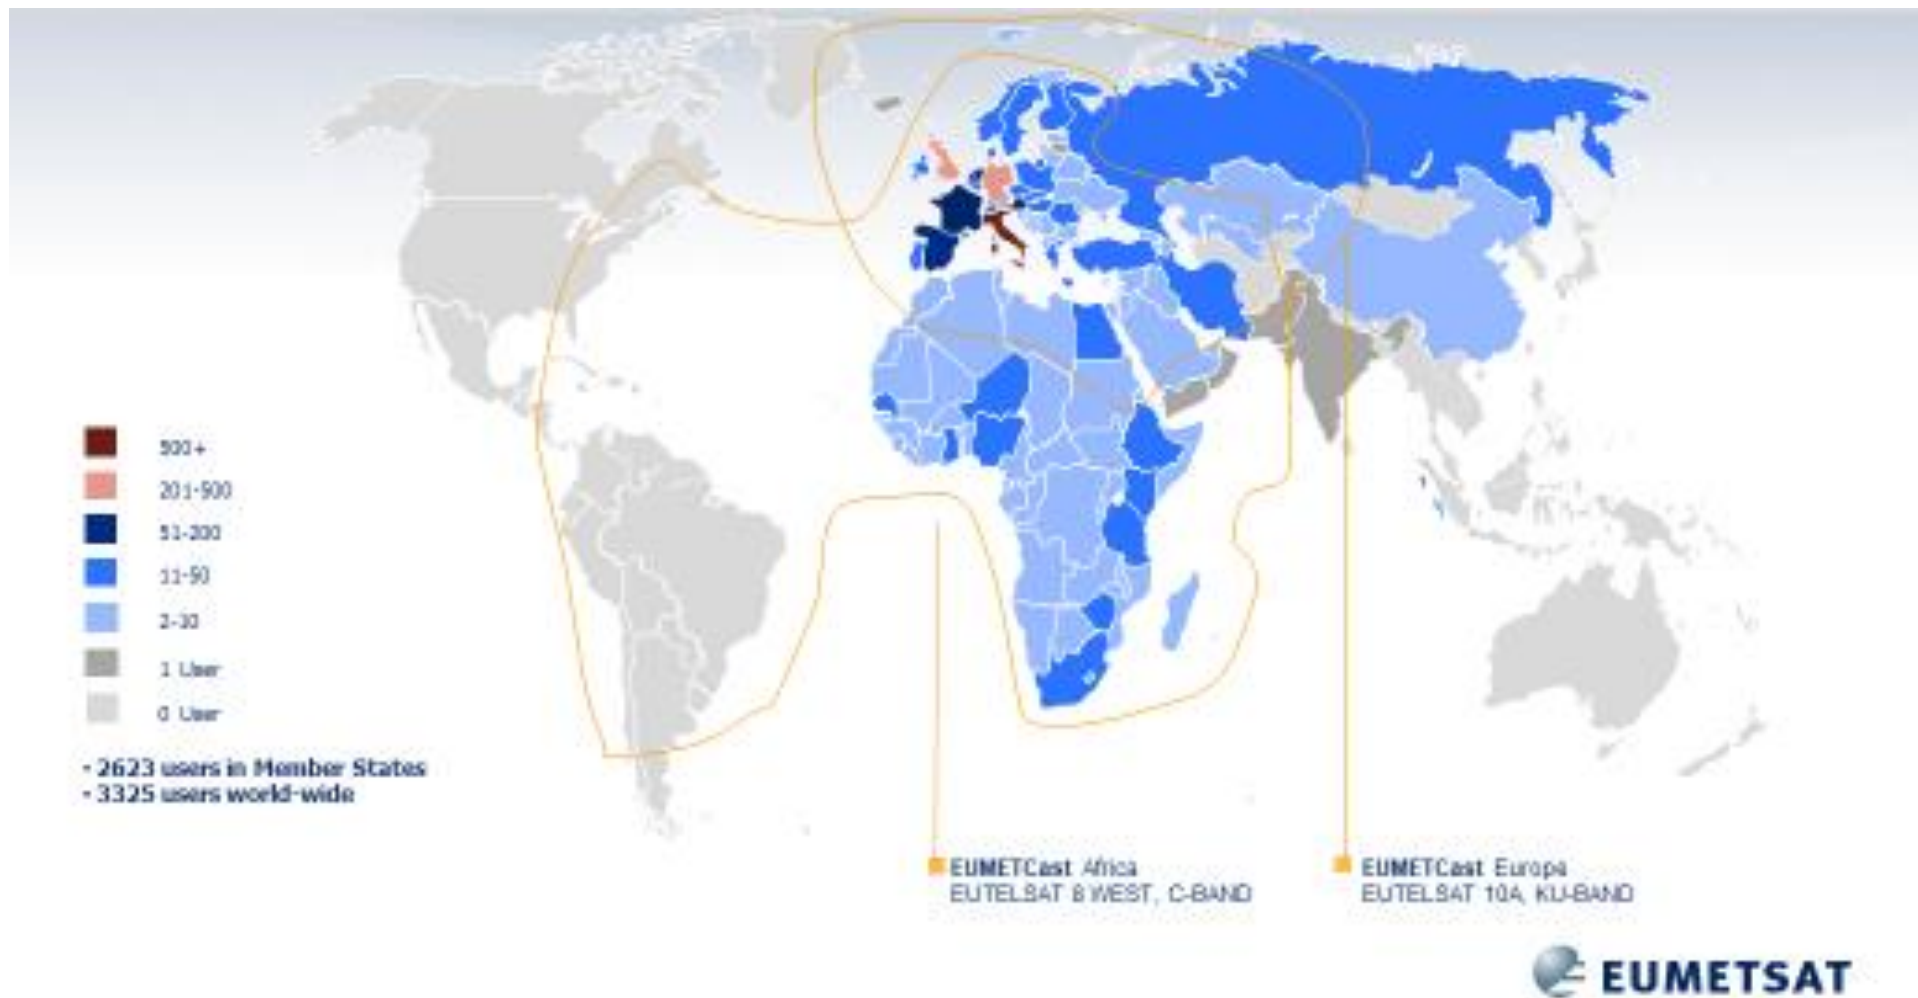 500+
201-500
51-200
11-50
2-10
1 User
0 User
- 2623 users in Member States
- 3325 users world-wide
EUMETCast Africa
EUTELSAT 8 WEST, C-BAND
EUMETCast Europe
EUTELSAT 10A, KU-BAND
EUMETSAT